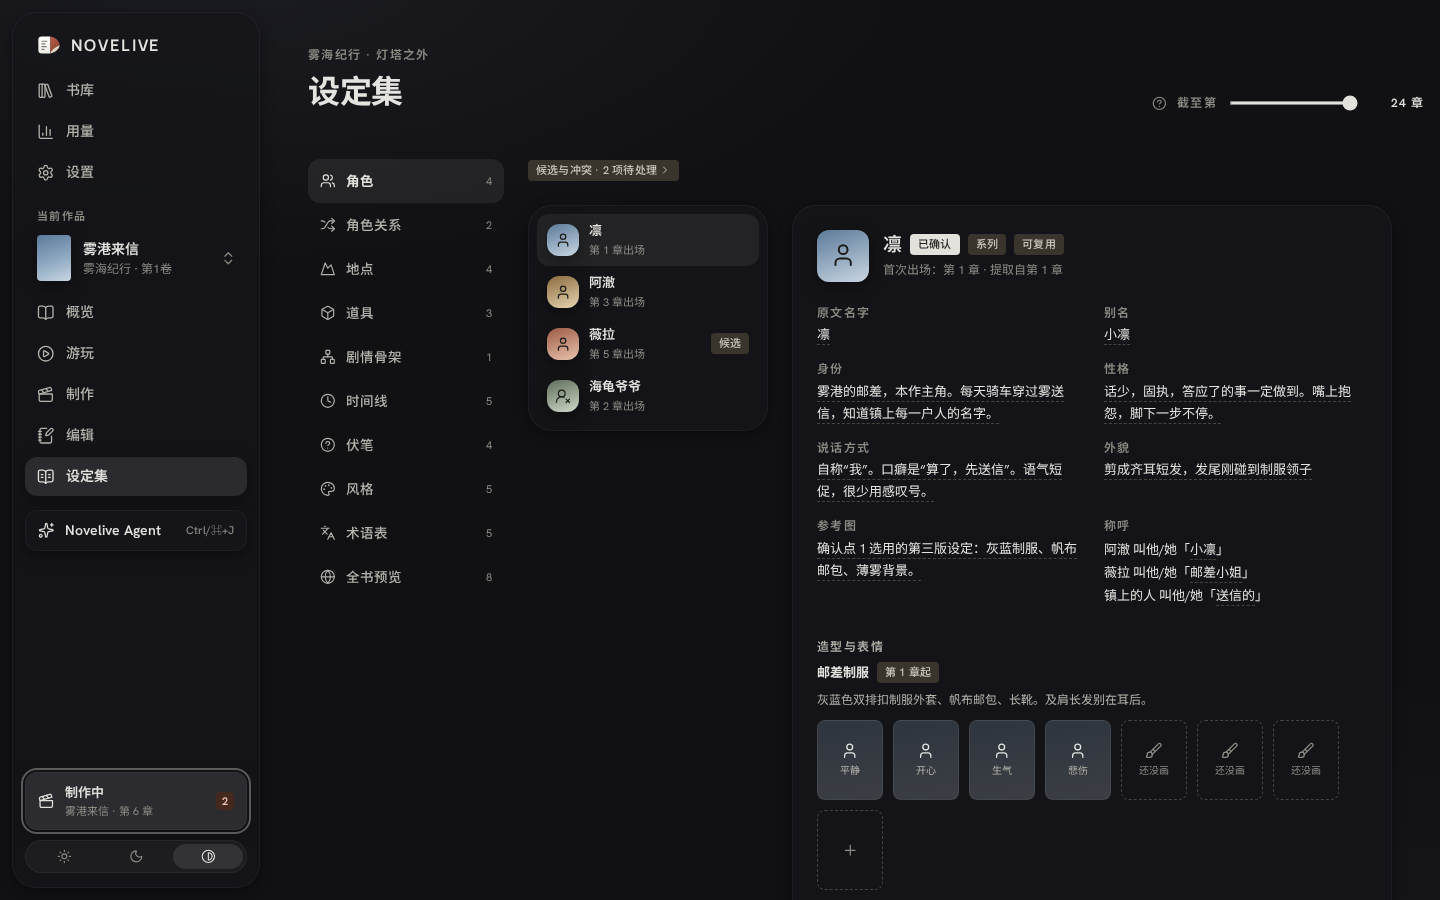 NOVELIVE
书库
用量
设置
当前作品
雾港来信
雾海纪行 · 第1卷
概览
游玩
制作
编辑
设定集
Novelive Agent
Ctrl/⌘+J
制作中
雾港来信 · 第 6 章
2
雾海纪行 · 灯塔之外
设定集
截至第
24 章
角色
4
角色关系
2
地点
4
道具
3
剧情骨架
1
时间线
5
伏笔
4
风格
5
术语表
5
全书预览
8
候选与冲突 · 2 项待处理
凛
第 1 章出场
阿澈
第 3 章出场
薇拉
第 5 章出场
候选
海龟爷爷
第 2 章出场
凛
已确认
系列
可复用
首次出场：第 1 章 · 提取自第 1 章
原文名字
凛
别名
小凛
身份
雾港的邮差，本作主角。每天骑车穿过雾送
信，知道镇上每一户人的名字。
性格
话少，固执，答应了的事一定做到。嘴上抱
怨，脚下一步不停。
说话方式
自称“我”。口癖是“算了，先送信”。语气短
促，很少用感叹号。
外貌
剪成齐耳短发，发尾刚碰到制服领子
参考图
确认点 1 选用的第三版设定：灰蓝制服、帆布
邮包、薄雾背景。
称呼
阿澈 叫他/她「小凛」
薇拉 叫他/她「邮差小姐」
镇上的人 叫他/她「送信的」
造型与表情
邮差制服
第 1 章起
灰蓝色双排扣制服外套、帆布邮包、长靴。及肩长发别在耳后。
平静
开心
生气
悲伤
还没画
还没画
还没画